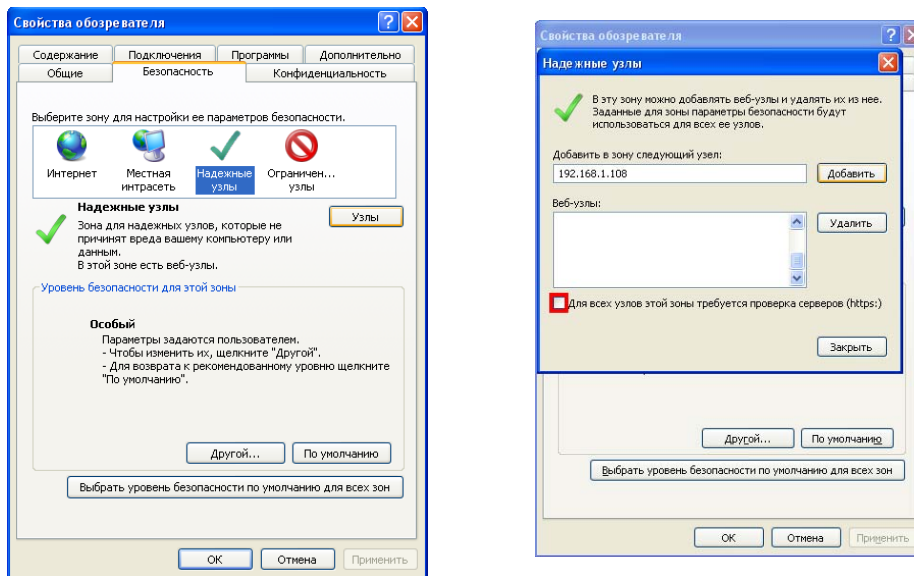 Свойства обозревателя
Содержание Подключения Программы Дополнительно
Общие Безопасность Конфиденциальность
Выберите зону для настройки ее параметров безопасности.
Интернет
Местная интрасеть
Надежные узлы
Ограничен... узлы
Надежные узлы
Узлы
Зона для надежных узлов, которые не
причинят вреда вашему компьютеру или
данным.
В этой зоне есть веб-узлы.
Уровень безопасности для этой зоны
Особый
Параметры задаются пользователем.
- Чтобы изменить их, щелкните "Другой".
- Для возврата к рекомендованному уровню щелкните
"По умолчанию".
Другой... По умолчанию
Выбрать уровень безопасности по умолчанию для всех зон
OK Отмена Применить
Свойства обозревателя
Надежные узлы
В эту зону можно добавлять веб-узлы и удалять их из нее.
Заданные для зоны параметры безопасности будут
использоваться для всех ее узлов.
Добавить в зону следующий узел:
192.168.1.108 Добавить
Веб-узлы:
Удалить
Для всех узлов этой зоны требуется проверка серверов (https:)
Закрыть
Другой... По умолчанию
Выбрать уровень безопасности по умолчанию для всех зон
OK Отмена Применить